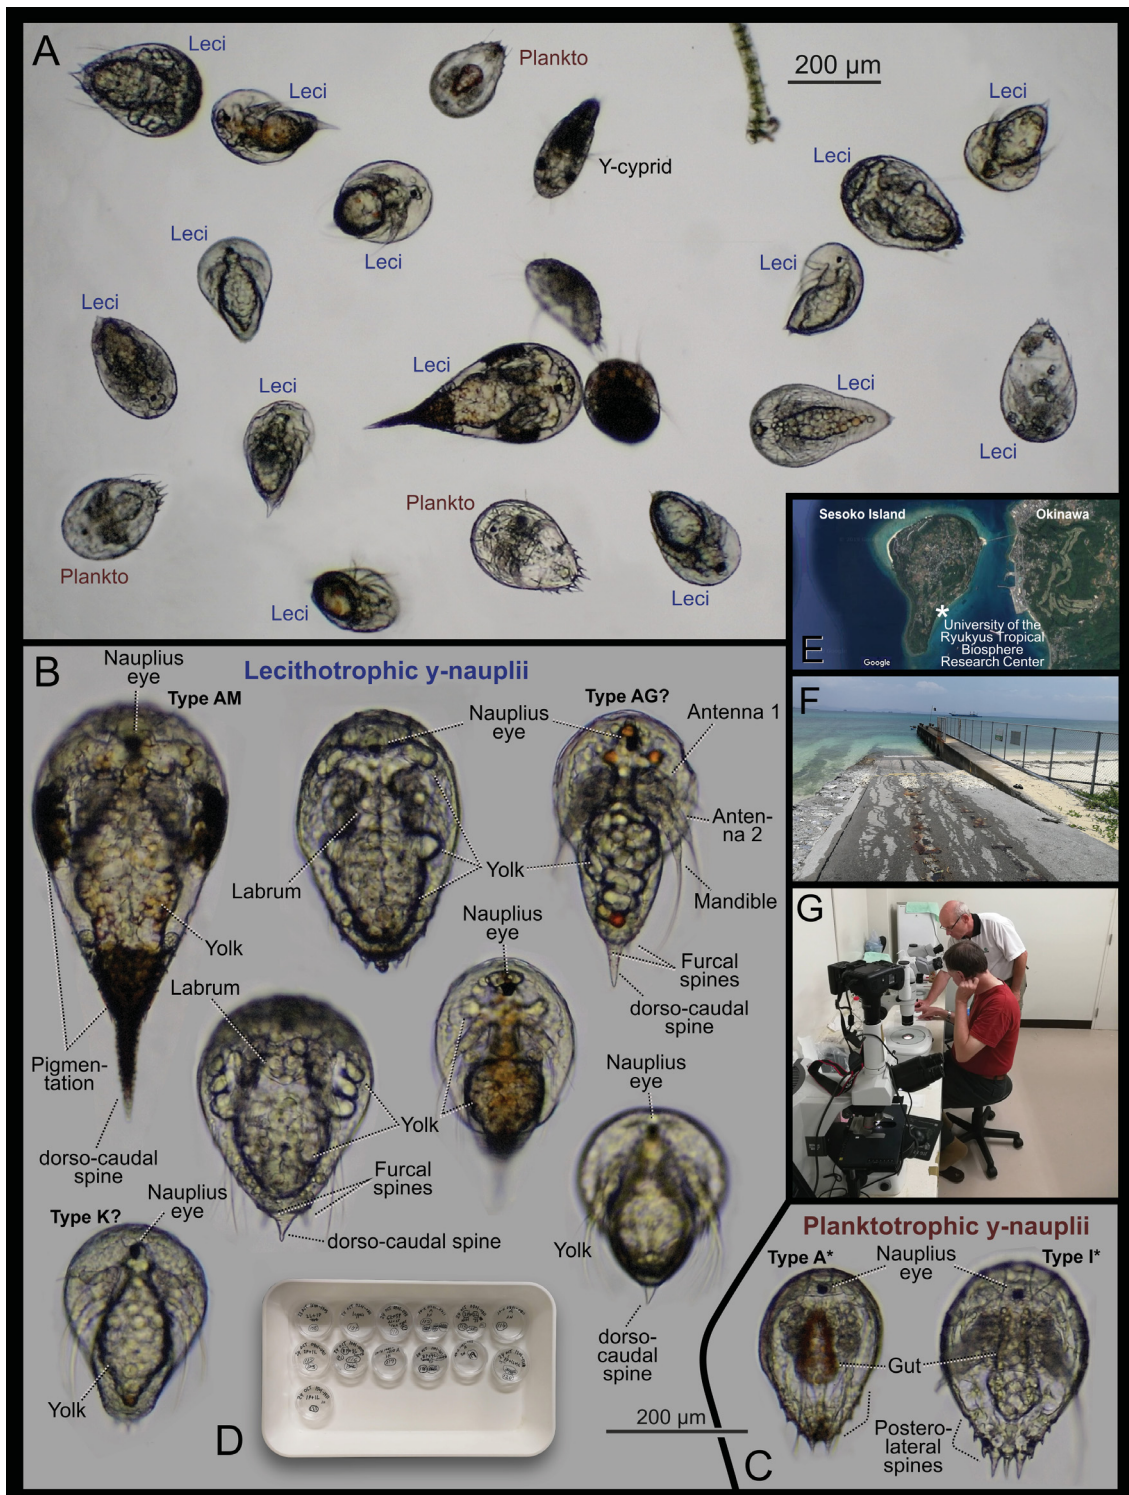 A
Leci
Leci
Plankto
200 µm
Leci
Y-cyprid
Leci
Leci
Leci
Leci
Leci
Leci
Leci
Leci
Leci
Plankto
Plankto
Leci
Leci
Sesoko Island
Okinawa
*
University of the
Ryukyus Tropical
Biosphere
Research Center
E
Google
B
Nauplius
eye
Type AM
Lecithotrophic y-nauplii
Nauplius
eye
Type AG?
Antenna 1
Anten-
na 2
Mandible
Labrum
Yolk
Nauplius
eye
Yolk
Labrum
Furcal
spines
dorso-caudal
spine
Pigmen-
tation
dorso-caudal
spine
Yolk
Furcal
spines
dorso-caudal spine
Nauplius
eye
Yolk
dorso-
caudal
spine
Type K?
Nauplius
eye
Yolk
D
200 µm
F
G
Planktotrophic y-nauplii
Type A*
Nauplius
eye
Type I*
Gut
Postero-
lateral
spines
C